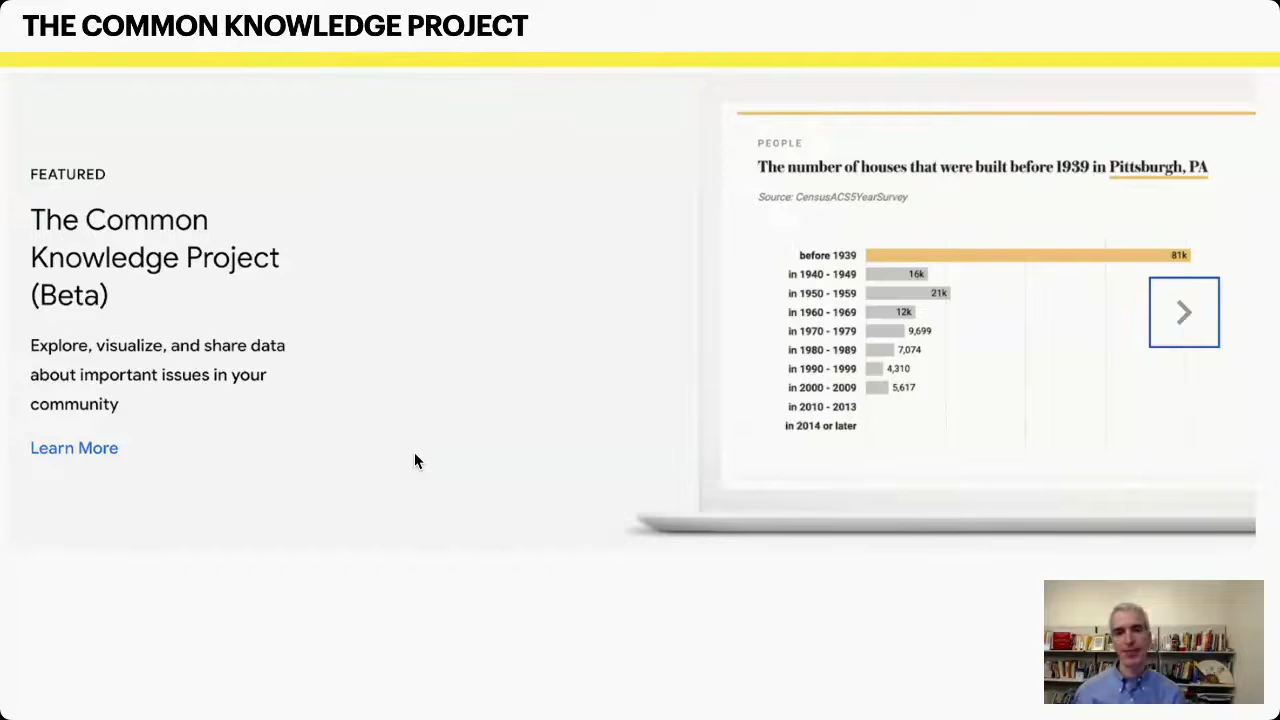 THE COMMON KNOWLEDGE PROJECT
FEATURED
The Common
Knowledge Project
(Beta)
Explore, visualize, and share data
about important issues in your
community
Learn More
PEOPLE
The number of houses that were built before 1939 in Pittsburgh, PA
Source: CensusACS5YearSurvey
before 1939 81k
in 1940 - 1949 16k
in 1950 - 1959 21k
in 1960 - 1969 12k
in 1970 - 1979 9,699
in 1980 - 1989 7,074
in 1990 - 1999 4,310
in 2000 - 2009 5,617
in 2010 - 2013
in 2014 or later